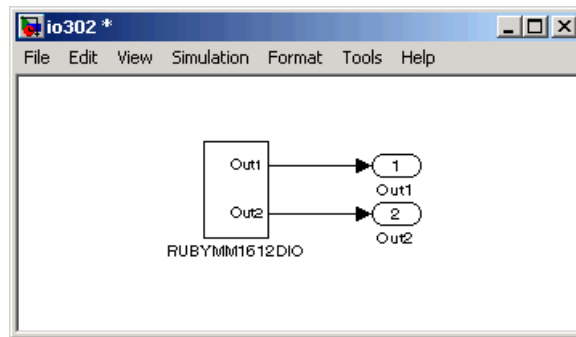 io302 *
File Edit View Simulation Format Tools Help
Out1
1
Out1
Out2
2
Out2
RUBYMM1612DIO